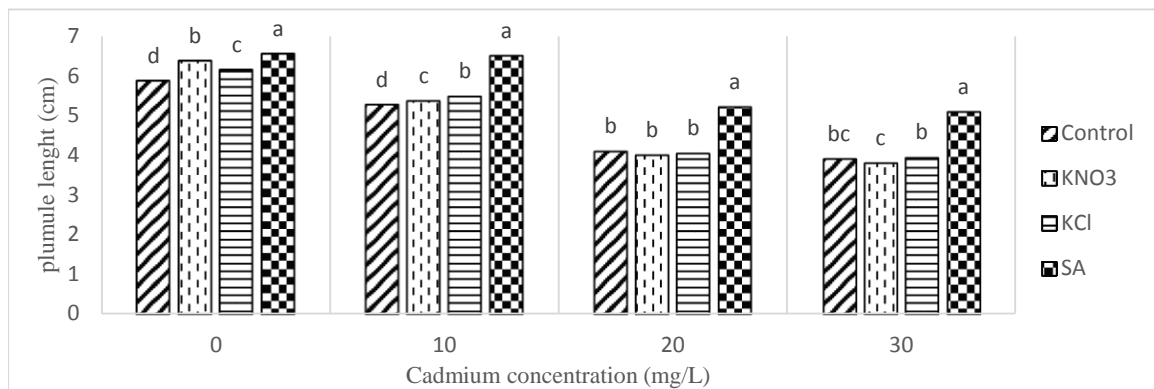 plumule lenght (cm)
7
6
5
4
3
2
1
0
d b c a
d c b a
b b b a
bc c b a
0 10 20 30
Cadmium concentration (mg/L)
Control
KNO3
KCl
SA